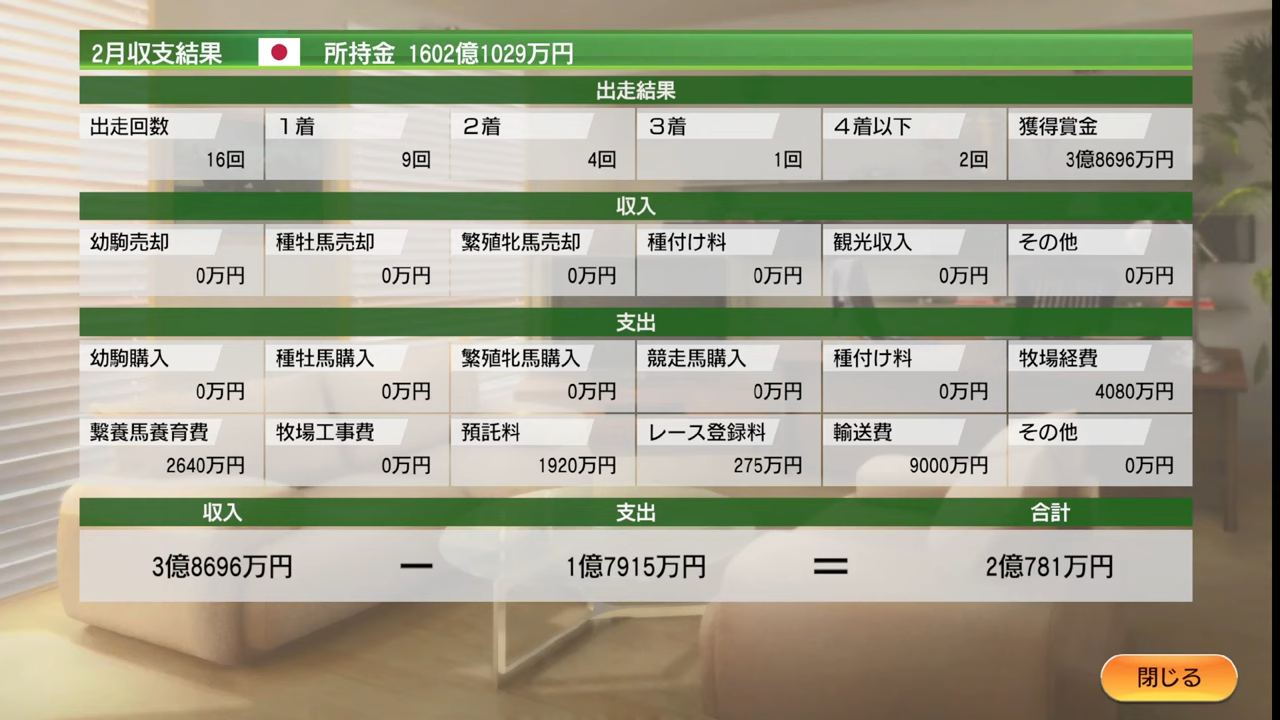 2月収支結果 所持金 1602億1029万円
出走結果
出走回数 1着 2着 3着 4着以下 獲得賞金
16回 9回 4回 1回 2回 3億8696万円
収入
幼駒売却 種牡馬売却 繁殖牝馬売却 種付け料 観光収入 その他
0万円 0万円 0万円 0万円 0万円 0万円
支出
幼駒購入 種牡馬購入 繁殖牝馬購入 競走馬購入 種付け料 牧場経費
0万円 0万円 0万円 0万円 0万円 4080万円
繋養馬養育費 牧場工事費 預託料 レース登録料 輸送費 その他
2640万円 0万円 1920万円 275万円 9000万円 0万円
収入 支出 合計
3億8696万円 － 1億7915万円 ＝ 2億781万円
閉じる